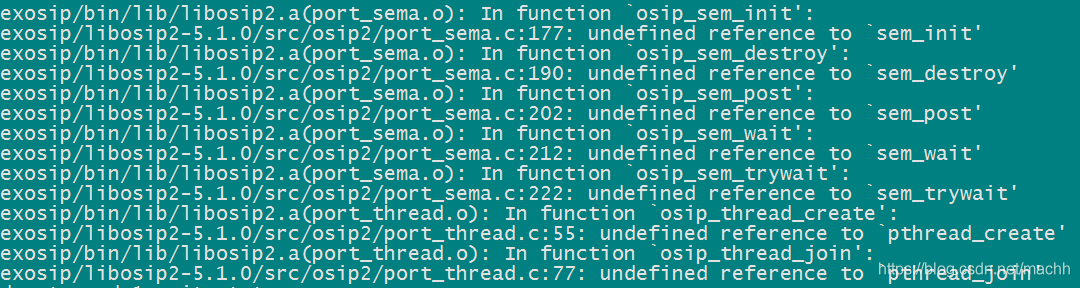 exosip/bin/lib/libosip2.a(port_sema.o): In function `osip_sem_init':
exosip/libosip2-5.1.0/src/osip2/port_sema.c:177: undefined reference to `sem_init'
exosip/bin/lib/libosip2.a(port_sema.o): In function `osip_sem_destroy':
exosip/libosip2-5.1.0/src/osip2/port_sema.c:190: undefined reference to `sem_destroy'
exosip/bin/lib/libosip2.a(port_sema.o): In function `osip_sem_post':
exosip/libosip2-5.1.0/src/osip2/port_sema.c:202: undefined reference to `sem_post'
exosip/bin/lib/libosip2.a(port_sema.o): In function `osip_sem_wait':
exosip/libosip2-5.1.0/src/osip2/port_sema.c:212: undefined reference to `sem_wait'
exosip/bin/lib/libosip2.a(port_sema.o): In function `osip_sem_trywait':
exosip/libosip2-5.1.0/src/osip2/port_sema.c:222: undefined reference to `sem_trywait'
exosip/bin/lib/libosip2.a(port_thread.o): In function `osip_thread_create':
exosip/libosip2-5.1.0/src/osip2/port_thread.c:55: undefined reference to `pthread_create'
exosip/bin/lib/libosip2.a(port_thread.o): In function `osip_thread_join':
exosip/libosip2-5.1.0/src/osip2/port_thread.c:77: undefined reference to `pthread_join'
https://blog.csdn.net/machh